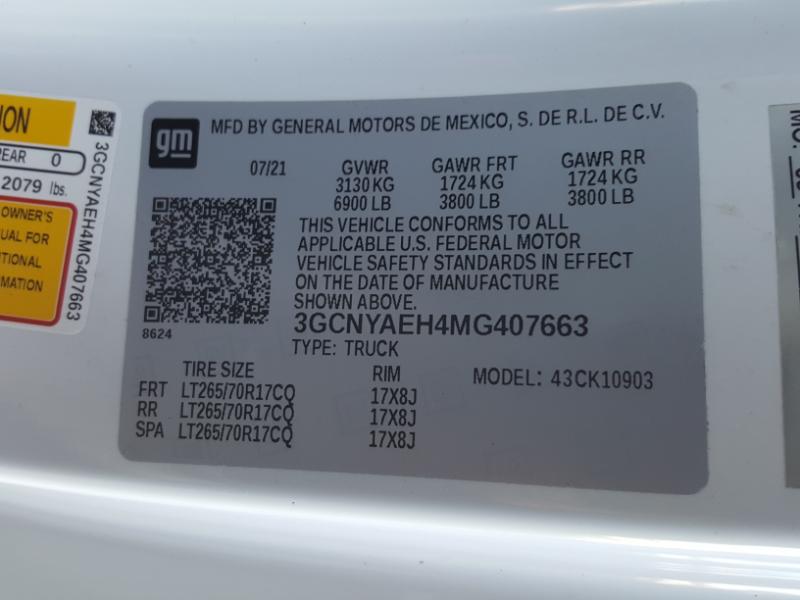 ION
EAR 0
2079 lbs.
OWNER'S
UAL FOR
ITIONAL
RMATION
3GCNYAEH4MG407663
gm
MFD BY GENERAL MOTORS DE MEXICO, S. DE R.L. DE C.V.
07/21 GVWR GAWR FRT GAWR RR
3130 KG 1724 KG 1724 KG
6900 LB 3800 LB 3800 LB
THIS VEHICLE CONFORMS TO ALL
APPLICABLE U.S. FEDERAL MOTOR
VEHICLE SAFETY STANDARDS IN EFFECT
ON THE DATE OF MANUFACTURE
SHOWN ABOVE.
8624
3GCNYAEH4MG407663
TYPE: TRUCK
TIRE SIZE RIM MODEL: 43CK10903
FRT LT265/70R17CQ 17X8J
RR LT265/70R17CQ 17X8J
SPA LT265/70R17CQ 17X8J
MO.